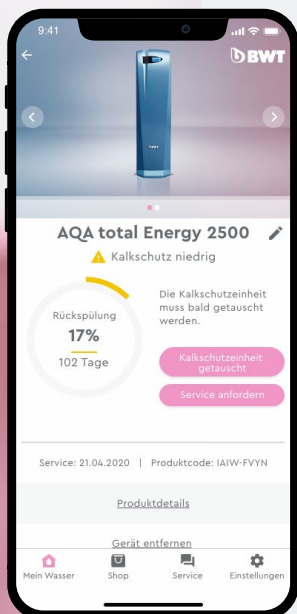 9:41
BWT
AQA total Energy 2500
Kalkschutz niedrig
Rückspülung
17%
102 Tage
Die Kalkschutzeinheit
muss bald getauscht
werden.
Kalkschutzeinheit
getauscht
Service anfordern
Service: 21.04.2020 | Produktcode: IAIW-FVYN
Produktdetails
Gerät entfernen
Mein Wasser Shop Service Einstellungen